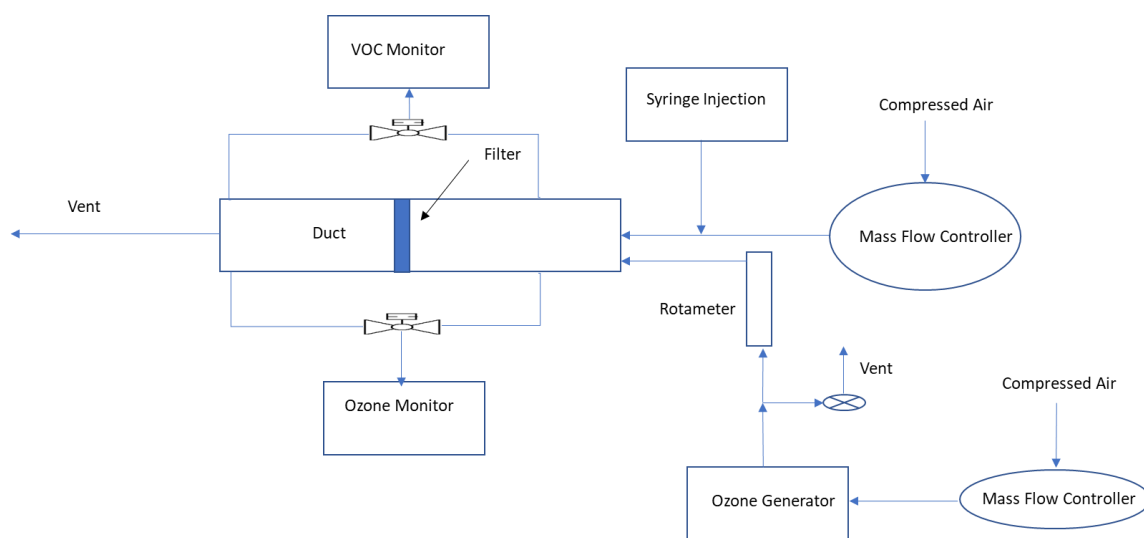 VOC Monitor
Syringe Injection
Compressed Air
Filter
Vent
Duct
Mass Flow Controller
Rotameter
Vent
Compressed Air
Ozone Monitor
Ozone Generator
Mass Flow Controller